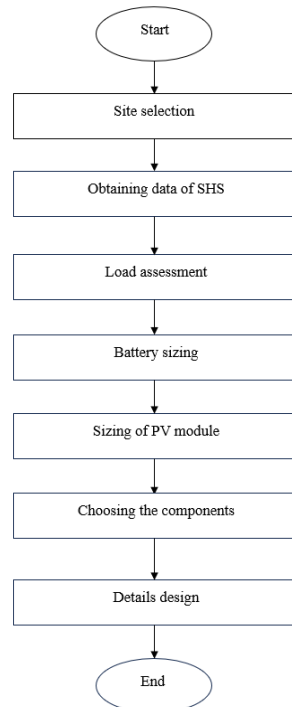 Start
Site selection
Obtaining data of SHS
Load assessment
Battery sizing
Sizing of PV module
Choosing the components
Details design
End